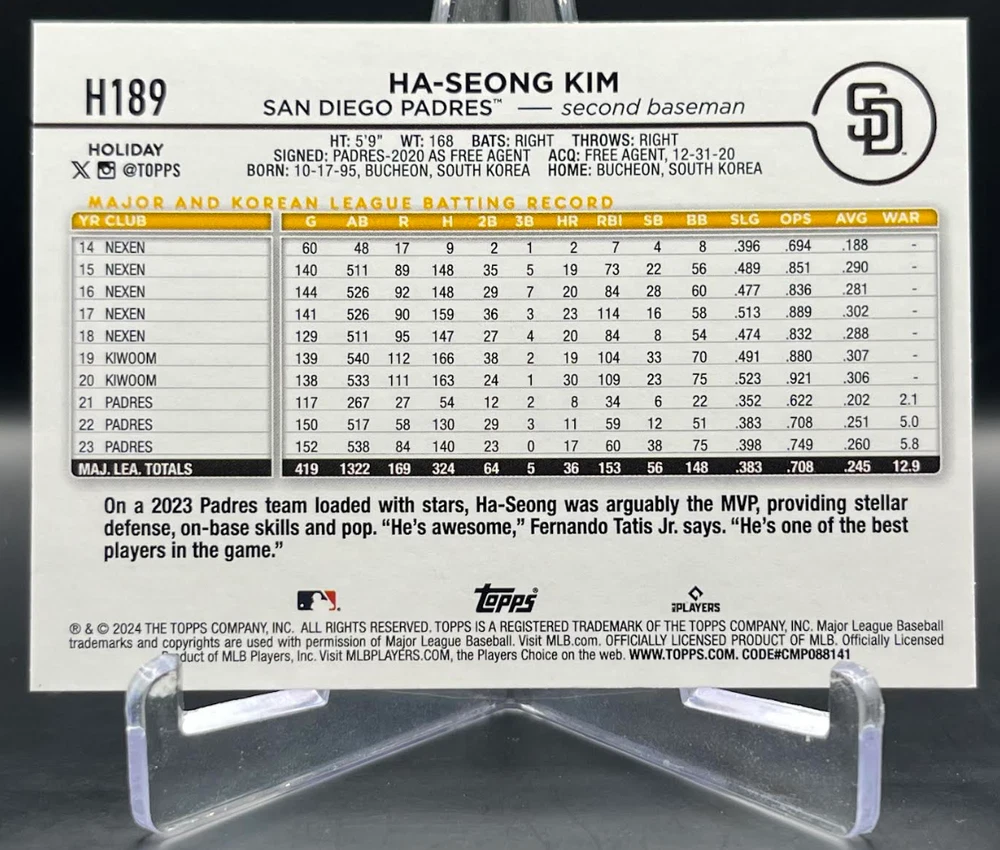 H189
HA-SEONG KIM
SAN DIEGO PADRES™ — second baseman
SD
HOLIDAY
@TOPPS
HT: 5'9" WT: 168 BATS: RIGHT THROWS: RIGHT
SIGNED: PADRES-2020 AS FREE AGENT ACQ: FREE AGENT, 12-31-20
BORN: 10-17-95, BUCHEON, SOUTH KOREA HOME: BUCHEON, SOUTH KOREA
MAJOR AND KOREAN LEAGUE BATTING RECORD
YR CLUB G AB R H 2B 3B HR RBI SB BB SLG OPS AVG WAR
14 NEXEN 60 48 17 9 2 1 2 7 4 8 .396 .694 .188 -
15 NEXEN 140 511 89 148 35 5 19 73 22 56 .489 .851 .290 -
16 NEXEN 144 526 92 148 29 7 20 84 28 60 .477 .836 .281 -
17 NEXEN 141 526 90 159 36 3 23 114 16 58 .513 .889 .302 -
18 NEXEN 129 511 95 147 27 4 20 84 8 54 .474 .832 .288 -
19 KIWOOM 139 540 112 166 38 2 19 104 33 70 .491 .880 .307 -
20 KIWOOM 138 533 111 163 24 1 30 109 23 75 .523 .921 .306 -
21 PADRES 117 267 27 54 12 2 8 34 6 22 .352 .622 .202 2.1
22 PADRES 150 517 58 130 29 3 11 59 12 51 .383 .708 .251 5.0
23 PADRES 152 538 84 140 23 0 17 60 38 75 .398 .749 .260 5.8
MAJ. LEA. TOTALS 419 1322 169 324 64 5 36 153 56 148 .383 .708 .245 12.9
On a 2023 Padres team loaded with stars, Ha-Seong was arguably the MVP, providing stellar
defense, on-base skills and pop. “He’s awesome,” Fernando Tatis Jr. says. “He’s one of the best
players in the game.”
Topps®
PLAYERS
® & © 2024 THE TOPPS COMPANY, INC. ALL RIGHTS RESERVED. TOPPS IS A REGISTERED TRADEMARK OF THE TOPPS COMPANY, INC. Major League Baseball
trademarks and copyrights are used with permission of Major League Baseball. Visit MLB.com. OFFICIALLY LICENSED PRODUCT OF MLB. Officially Licensed
Product of MLB Players, Inc. Visit MLBPLAYERS.COM, the Players Choice on the web. WWW.TOPPS.COM. CODE#CMP088141